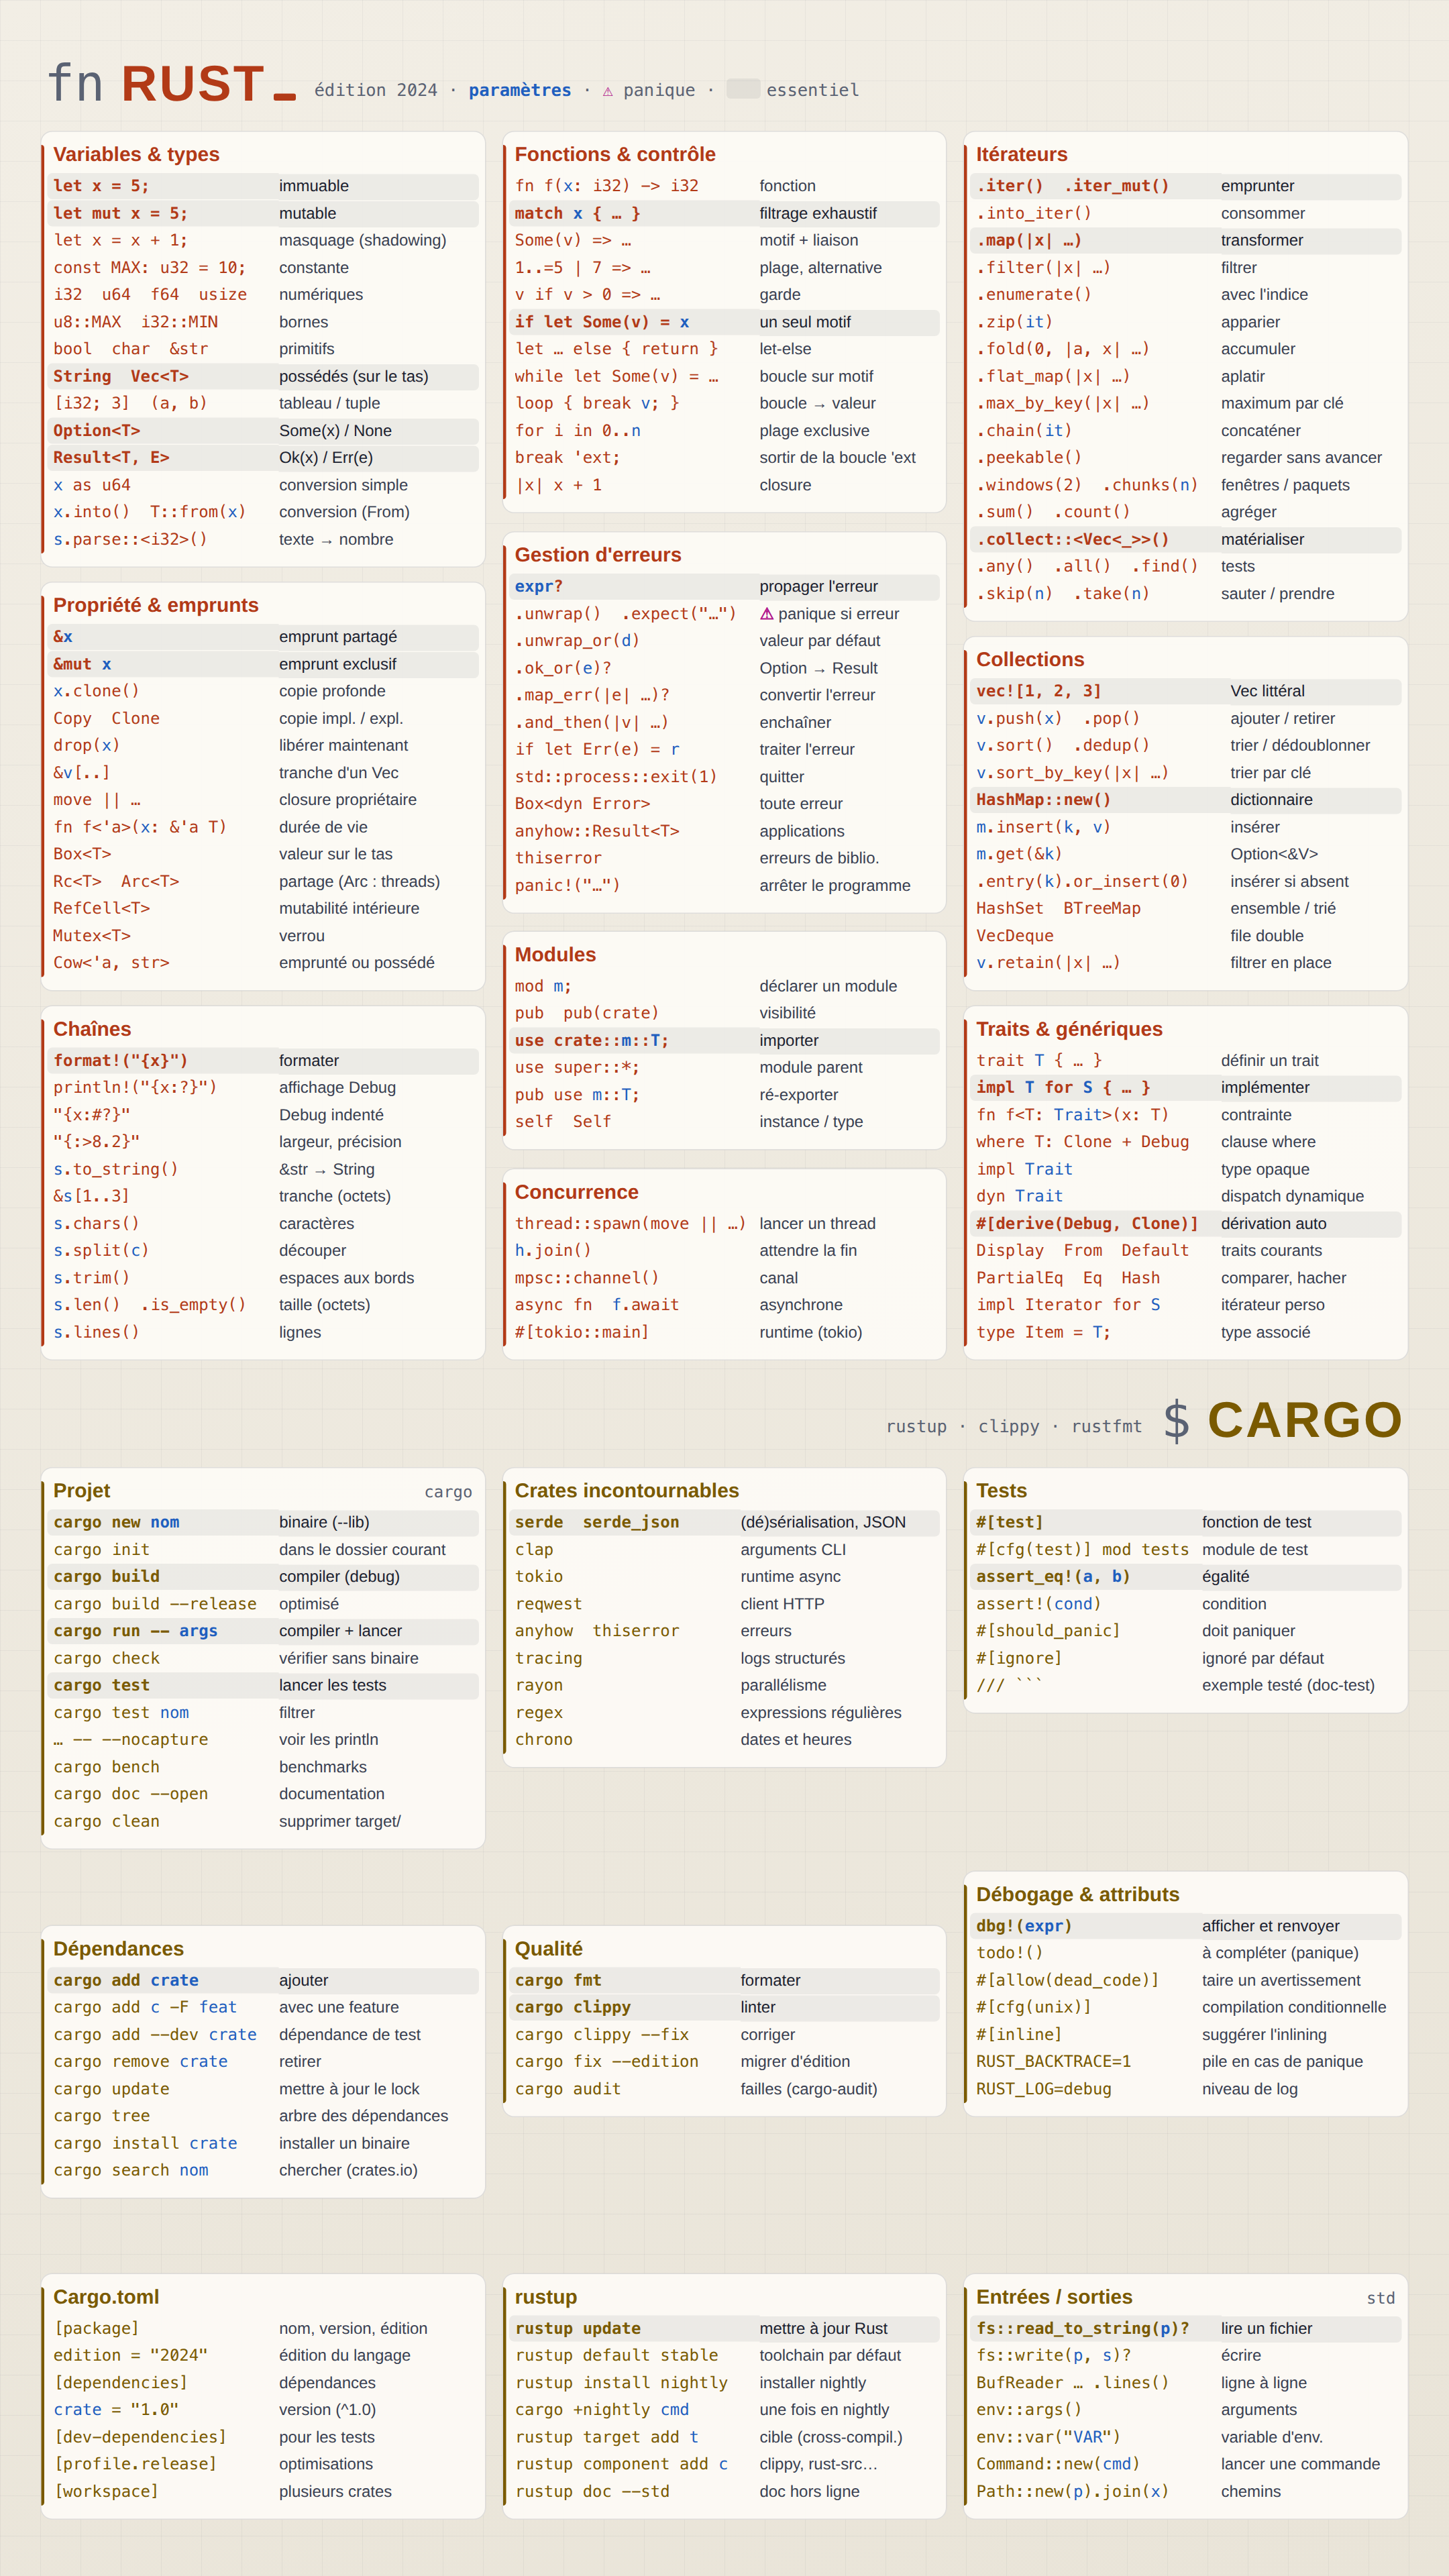 fn RUST_ édition 2024 · paramètres · ⚠ panique · essentiel
Variables & types
let x = 5; immuable
let mut x = 5; mutable
let x = x + 1; masquage (shadowing)
const MAX: u32 = 10; constante
i32 u64 f64 usize numériques
u8::MAX i32::MIN bornes
bool char &str primitifs
String Vec<T> possédés (sur le tas)
[i32; 3] (a, b) tableau / tuple
Option<T> Some(x) / None
Result<T, E> Ok(x) / Err(e)
x as u64 conversion simple
x.into() T::from(x) conversion (From)
s.parse::<i32>() texte → nombre
Propriété & emprunts
&x emprunt partagé
&mut x emprunt exclusif
x.clone() copie profonde
Copy Clone copie impl. / expl.
drop(x) libérer maintenant
&v[..] tranche d'un Vec
move || … closure propriétaire
fn f<'a>(x: &'a T) durée de vie
Box<T> valeur sur le tas
Rc<T> Arc<T> partage (Arc : threads)
RefCell<T> mutabilité intérieure
Mutex<T> verrou
Cow<'a, str> emprunté ou possédé
Chaînes
format!("{x}") formater
println!("{x:?}") affichage Debug
"{x:#?}" Debug indenté
"{:>8.2}" largeur, précision
s.to_string() &str → String
&s[1..3] tranche (octets)
s.chars() caractères
s.split(c) découper
s.trim() espaces aux bords
s.len() .is_empty() taille (octets)
s.lines() lignes
Fonctions & contrôle
fn f(x: i32) -> i32 fonction
match x { … } filtrage exhaustif
Some(v) => … motif + liaison
1..=5 | 7 => … plage, alternative
v if v > 0 => … garde
if let Some(v) = x un seul motif
let … else { return } let-else
while let Some(v) = … boucle sur motif
loop { break v; } boucle → valeur
for i in 0..n plage exclusive
break 'ext; sortir de la boucle 'ext
|x| x + 1 closure
Gestion d'erreurs
expr? propager l'erreur
.unwrap() .expect("…") ⚠ panique si erreur
.unwrap_or(d) valeur par défaut
.ok_or(e)? Option → Result
.map_err(|e| …)? convertir l'erreur
.and_then(|v| …) enchaîner
if let Err(e) = r traiter l'erreur
std::process::exit(1) quitter
Box<dyn Error> toute erreur
anyhow::Result<T> applications
thiserror erreurs de biblio.
panic!("…") arrêter le programme
Modules
mod m; déclarer un module
pub pub(crate) visibilité
use crate::m::T; importer
use super::*; module parent
pub use m::T; ré-exporter
self Self instance / type
Concurrence
thread::spawn(move || …) lancer un thread
h.join() attendre la fin
mpsc::channel() canal
async fn f.await asynchrone
#[tokio::main] runtime (tokio)
Itérateurs
.iter() .iter_mut() emprunter
.into_iter() consommer
.map(|x| …) transformer
.filter(|x| …) filtrer
.enumerate() avec l'indice
.zip(it) apparier
.fold(0, |a, x| …) accumuler
.flat_map(|x| …) aplatir
.max_by_key(|x| …) maximum par clé
.chain(it) concaténer
.peekable() regarder sans avancer
.windows(2) .chunks(n) fenêtres / paquets
.sum() .count() agréger
.collect::<Vec<_>>() matérialiser
.any() .all() .find() tests
.skip(n) .take(n) sauter / prendre
Collections
vec![1, 2, 3] Vec littéral
v.push(x) .pop() ajouter / retirer
v.sort() .dedup() trier / dédoublonner
v.sort_by_key(|x| …) trier par clé
HashMap::new() dictionnaire
m.insert(k, v) insérer
m.get(&k) Option<&V>
.entry(k).or_insert(0) insérer si absent
HashSet BTreeMap ensemble / trié
VecDeque file double
v.retain(|x| …) filtrer en place
Traits & génériques
trait T { … } définir un trait
impl T for S { … } implémenter
fn f<T: Trait>(x: T) contrainte
where T: Clone + Debug clause where
impl Trait type opaque
dyn Trait dispatch dynamique
#[derive(Debug, Clone)] dérivation auto
Display From Default traits courants
PartialEq Eq Hash comparer, hacher
impl Iterator for S itérateur perso
type Item = T; type associé
rustup · clippy · rustfmt $ CARGO
Projet cargo
cargo new nom binaire (--lib)
cargo init dans le dossier courant
cargo build compiler (debug)
cargo build --release optimisé
cargo run -- args compiler + lancer
cargo check vérifier sans binaire
cargo test lancer les tests
cargo test nom filtrer
… -- --nocapture voir les println
cargo bench benchmarks
cargo doc --open documentation
cargo clean supprimer target/
Crates incontournables
serde serde_json (dé)sérialisation, JSON
clap arguments CLI
tokio runtime async
reqwest client HTTP
anyhow thiserror erreurs
tracing logs structurés
rayon parallélisme
regex expressions régulières
chrono dates et heures
Tests
#[test] fonction de test
#[cfg(test)] mod tests module de test
assert_eq!(a, b) égalité
assert!(cond) condition
#[should_panic] doit paniquer
#[ignore] ignoré par défaut
/// ``` exemple testé (doc-test)
Dépendances
cargo add crate ajouter
cargo add c -F feat avec une feature
cargo add --dev crate dépendance de test
cargo remove crate retirer
cargo update mettre à jour le lock
cargo tree arbre des dépendances
cargo install crate installer un binaire
cargo search nom chercher (crates.io)
Qualité
cargo fmt formater
cargo clippy linter
cargo clippy --fix corriger
cargo fix --edition migrer d'édition
cargo audit failles (cargo-audit)
Débogage & attributs
dbg!(expr) afficher et renvoyer
todo!() à compléter (panique)
#[allow(dead_code)] taire un avertissement
#[cfg(unix)] compilation conditionnelle
#[inline] suggérer l'inlining
RUST_BACKTRACE=1 pile en cas de panique
RUST_LOG=debug niveau de log
Cargo.toml
[package] nom, version, édition
edition = "2024" édition du langage
[dependencies] dépendances
crate = "1.0" version (^1.0)
[dev-dependencies] pour les tests
[profile.release] optimisations
[workspace] plusieurs crates
rustup
rustup update mettre à jour Rust
rustup default stable toolchain par défaut
rustup install nightly installer nightly
cargo +nightly cmd une fois en nightly
rustup target add t cible (cross-compil.)
rustup component add c clippy, rust-src…
rustup doc --std doc hors ligne
Entrées / sorties std
fs::read_to_string(p)? lire un fichier
fs::write(p, s)? écrire
BufReader … .lines() ligne à ligne
env::args() arguments
env::var("VAR") variable d'env.
Command::new(cmd) lancer une commande
Path::new(p).join(x) chemins